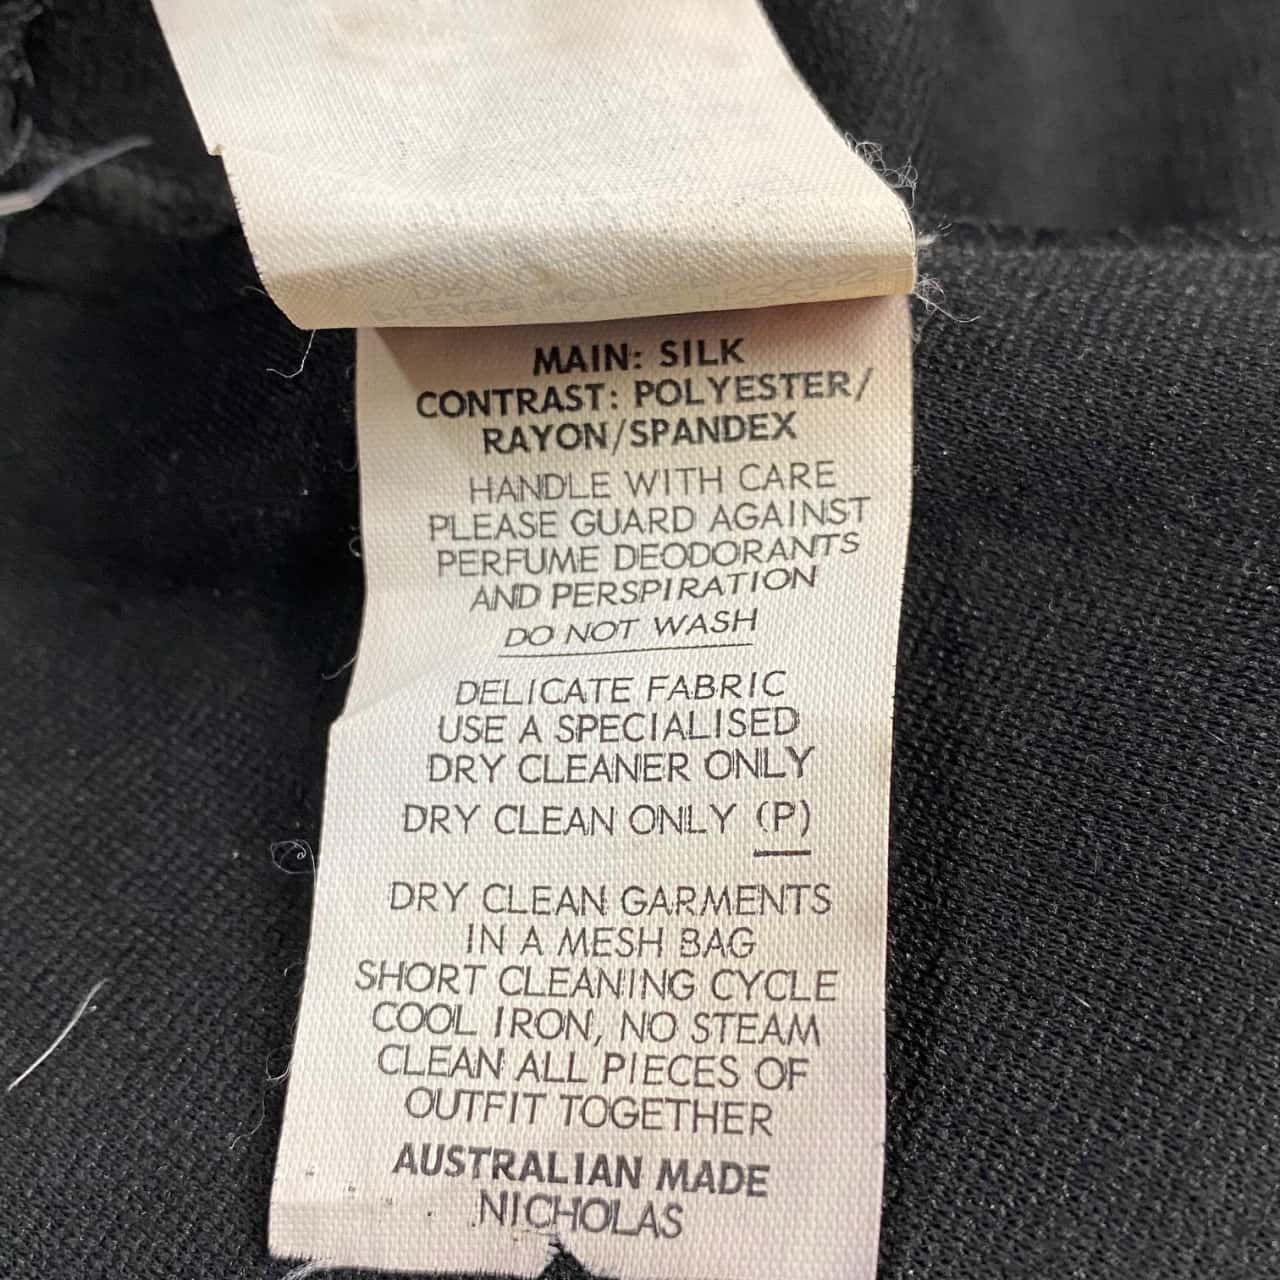 MAIN: SILK
CONTRAST: POLYESTER/
RAYON/SPANDEX
HANDLE WITH CARE
PLEASE GUARD AGAINST
PERFUME DEODORANTS
AND PERSPIRATION
DO NOT WASH
DELICATE FABRIC
USE A SPECIALISED
DRY CLEANER ONLY
DRY CLEAN ONLY (P)
DRY CLEAN GARMENTS
IN A MESH BAG
SHORT CLEANING CYCLE
COOL IRON, NO STEAM
CLEAN ALL PIECES OF
OUTFIT TOGETHER
AUSTRALIAN MADE
NICHOLAS